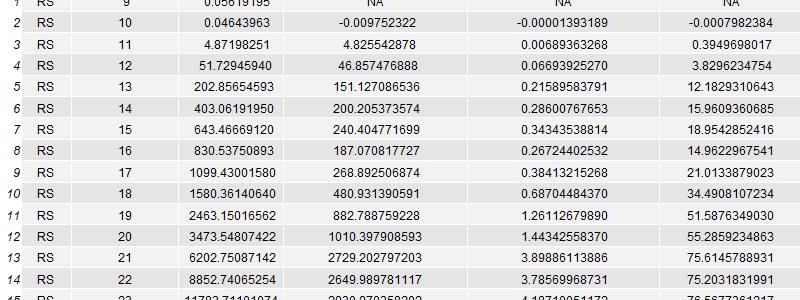 1 RS 9 0.05619195 NA NA NA
2 RS 10 0.04643963 -0.009752322 -0.00001393189 -0.0007982384
3 RS 11 4.87198251 4.825542878 0.00689363268 0.3949698017
4 RS 12 51.72945940 46.857476888 0.06693925270 3.8296234754
5 RS 13 202.85654593 151.127086536 0.21589583791 12.1829310643
6 RS 14 403.06191950 200.205373574 0.28600767653 15.9609360685
7 RS 15 643.46669120 240.404771699 0.34343538814 18.9542852416
8 RS 16 830.53750893 187.070817727 0.26724402532 14.9622967541
9 RS 17 1099.43001580 268.892506874 0.38413215268 21.0133879023
10 RS 18 1580.36140640 480.931390591 0.68704484370 34.4908107234
11 RS 19 2463.15016562 882.788759228 1.26112679890 51.5876349030
12 RS 20 3473.54807422 1010.397908593 1.44342558370 55.2859234863
13 RS 21 6202.75087142 2729.202797203 3.89886113886 75.6145788931
14 RS 22 8852.74065254 2649.989781117 3.78569968731 75.2031831991
15 RS 23